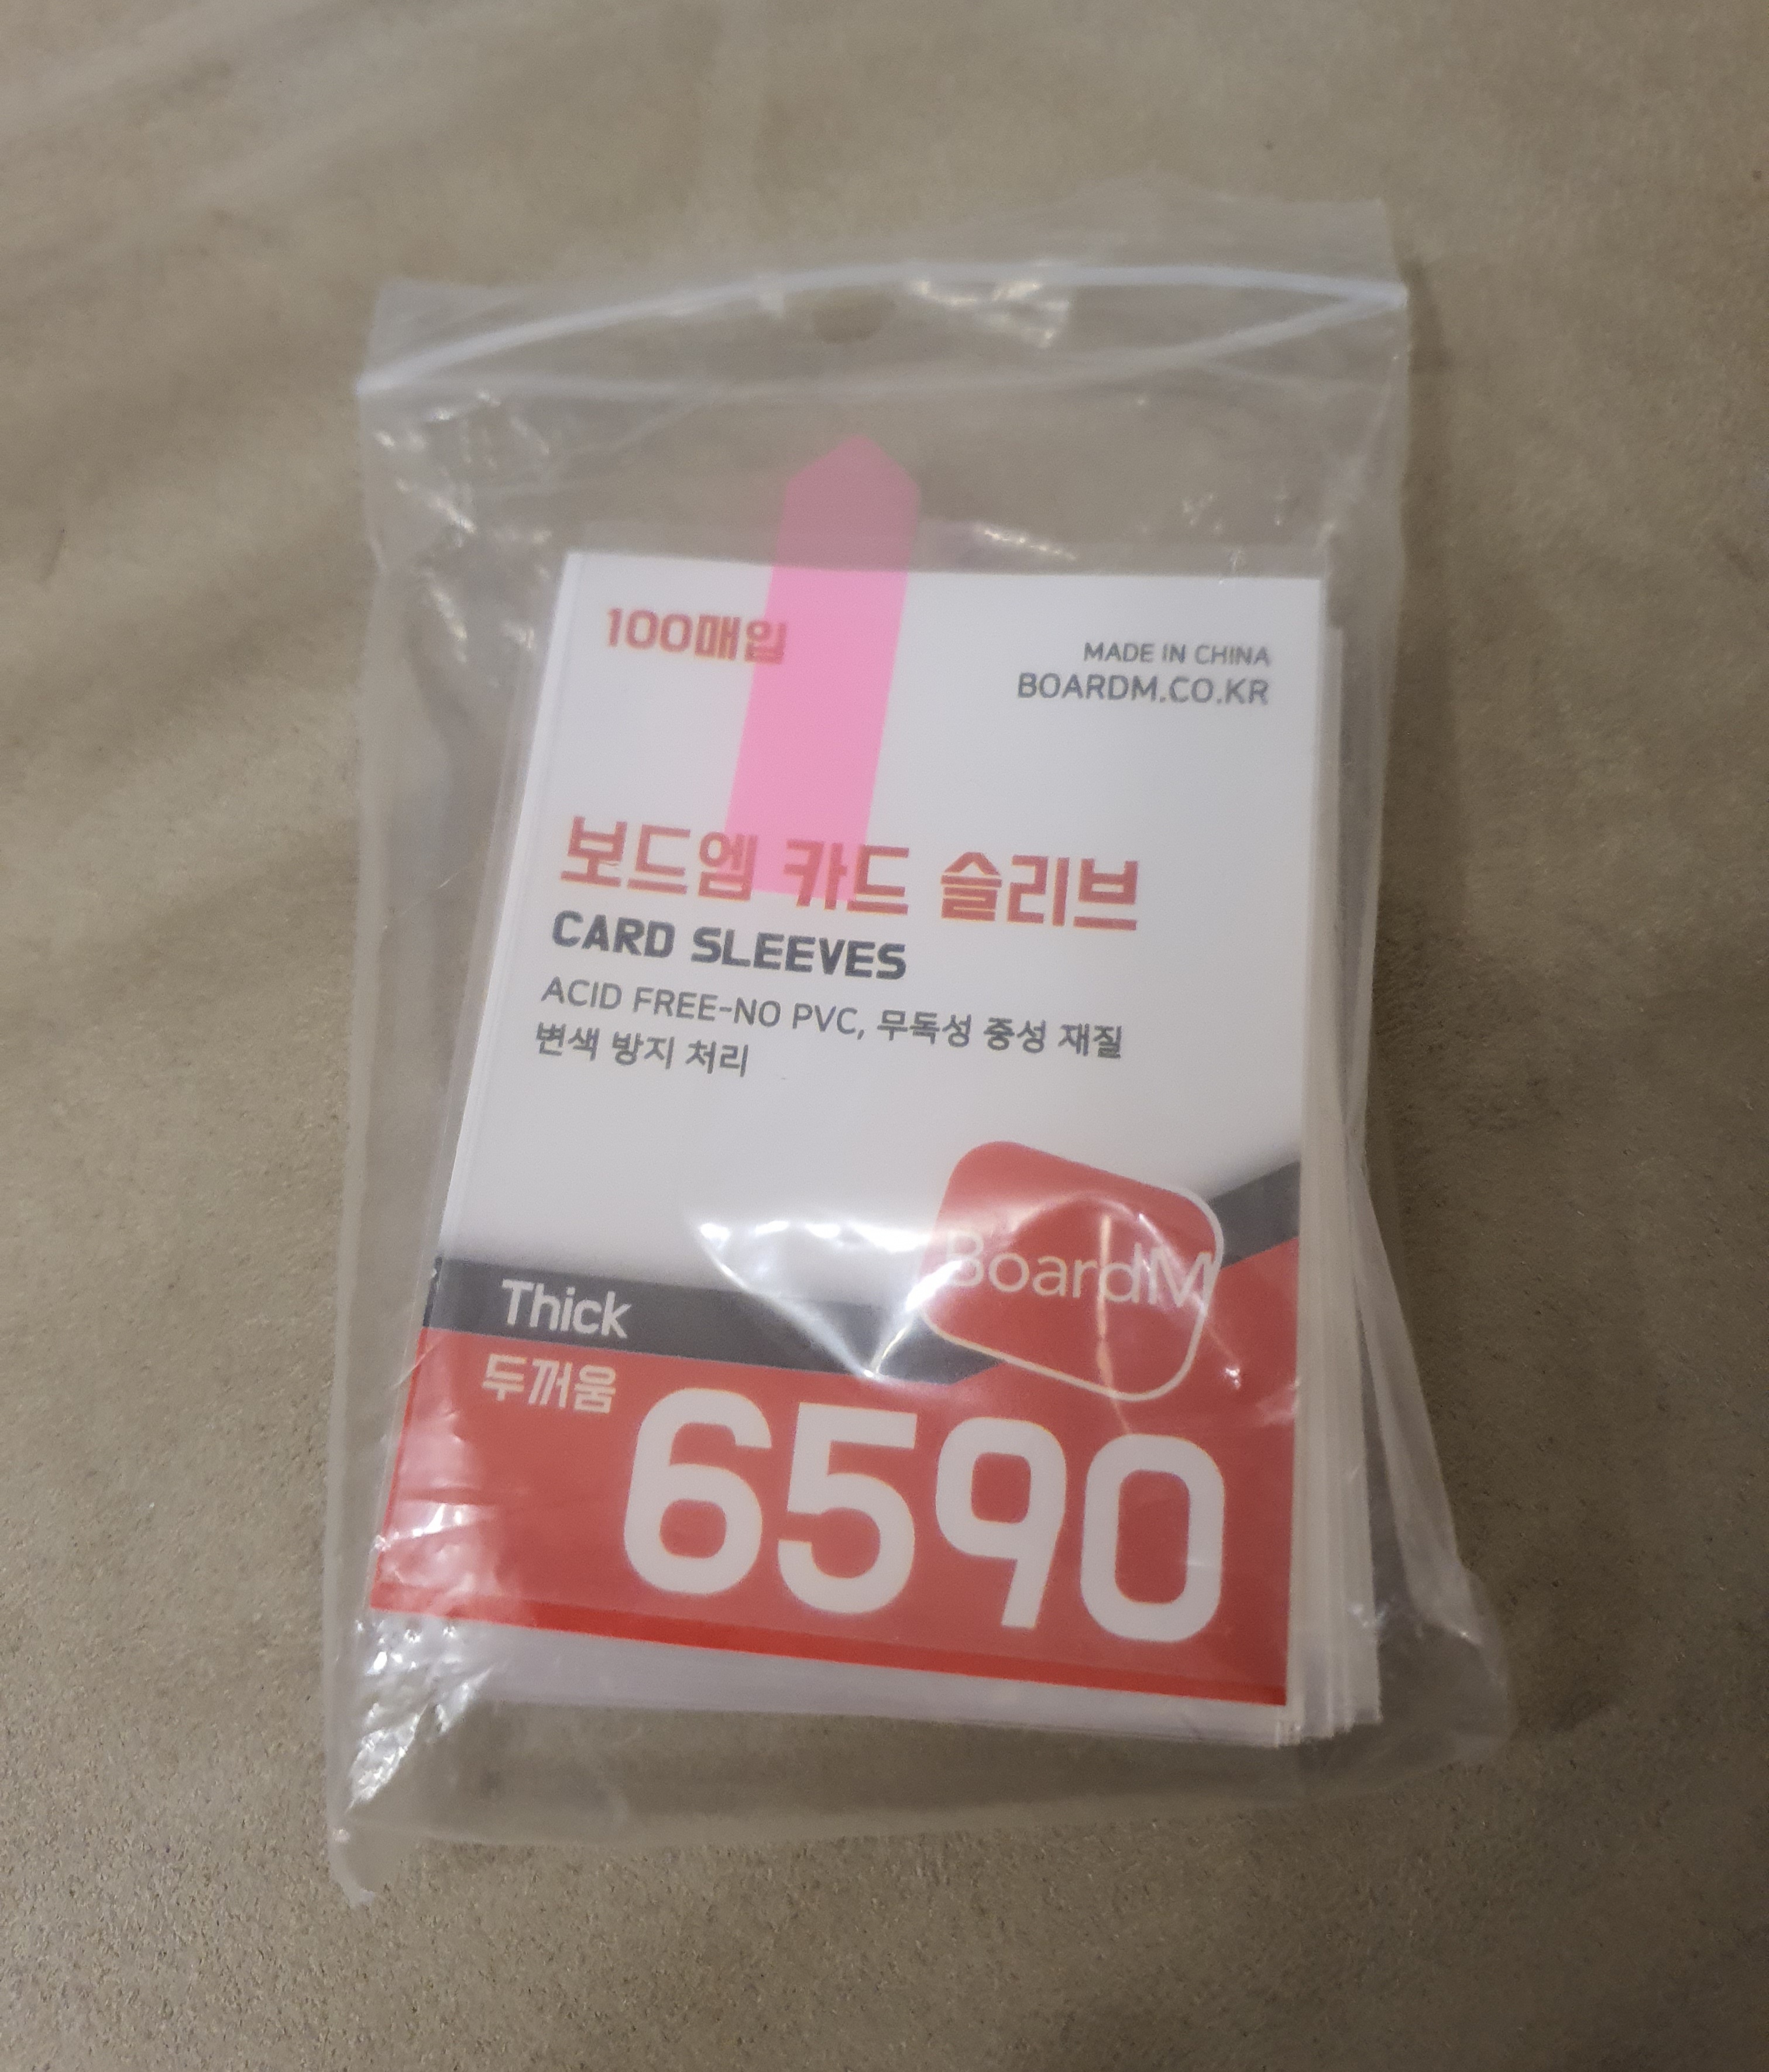 100매입
MADE IN CHINA
BOARDM.CO.KR
보드엠 카드 슬리브
CARD SLEEVES
ACID FREE-NO PVC, 무독성 중성 재질
변색 방지 처리
BoardM
Thick
두꺼움
6590